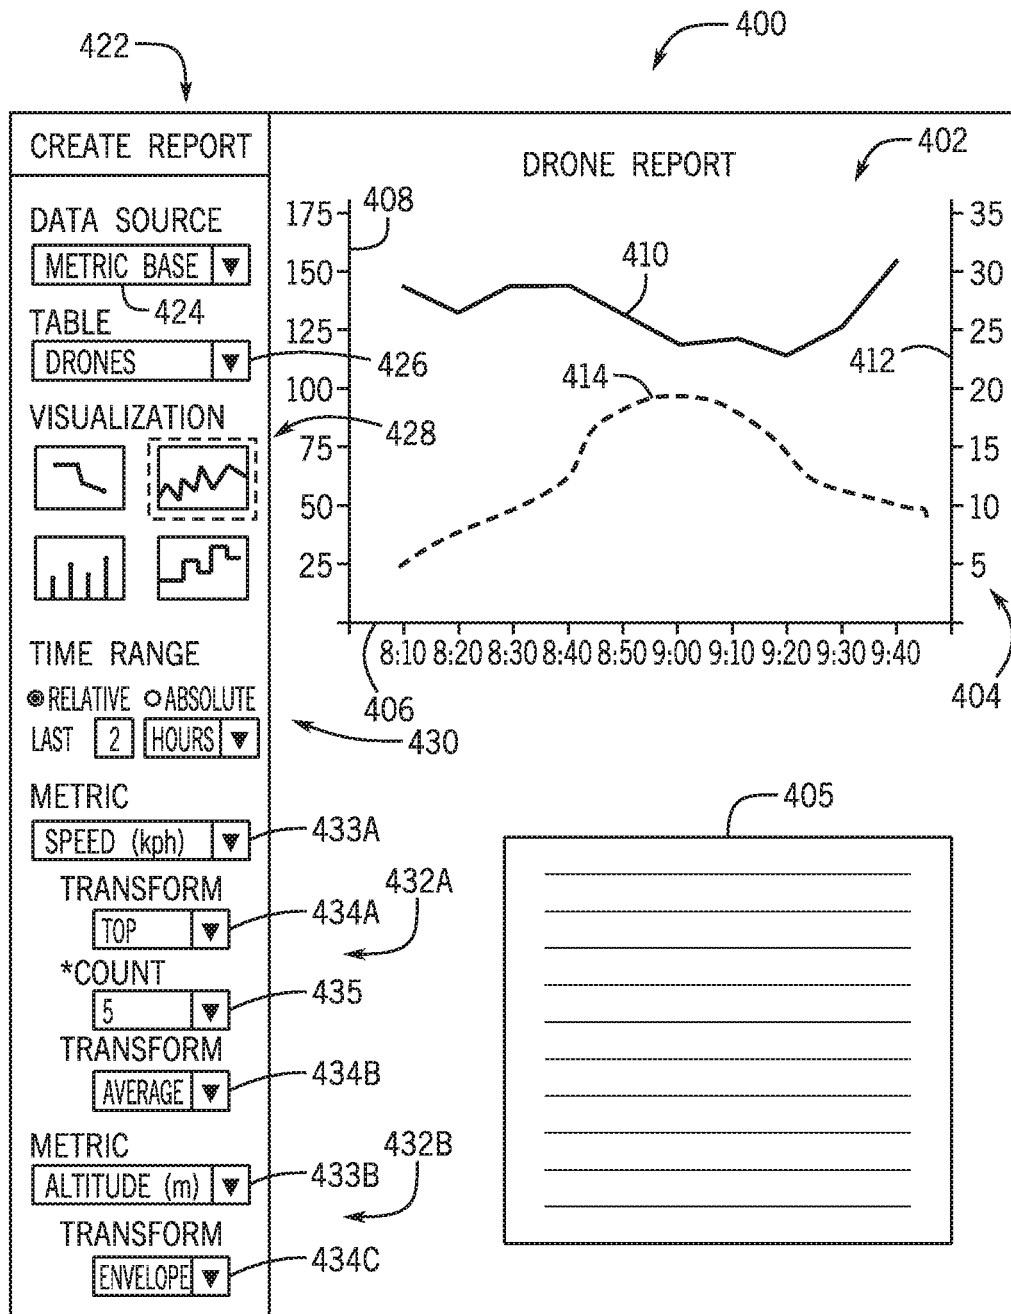 400
422
CREATE REPORT
DATA SOURCE
METRIC BASE
424
TABLE
DRONES
426
VISUALIZATION
428
TIME RANGE
RELATIVE ABSOLUTE
LAST 2 HOURS
430
METRIC
SPEED (kph)
433A
TRANSFORM
TOP
434A
432A
*COUNT
5
435
TRANSFORM
AVERAGE
434B
METRIC
ALTITUDE (m)
433B
432B
TRANSFORM
ENVELOPE
434C
DRONE REPORT
402
175
150
125
100
75
50
25
408
410
412
414
35
30
25
20
15
10
5
8:10 8:20 8:30 8:40 8:50 9:00 9:10 9:20 9:30 9:40
406
404
405